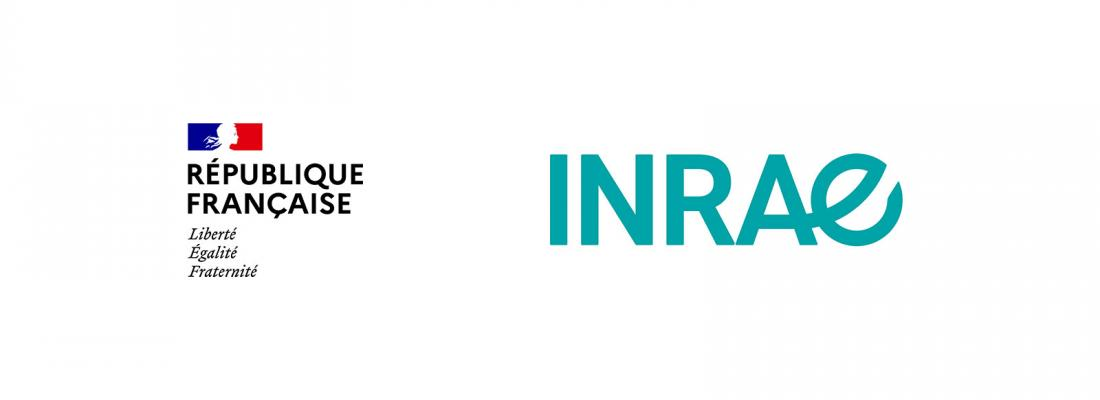 RÉPUBLIQUE
FRANÇAISE
Liberté
Égalité
Fraternité
INRAe